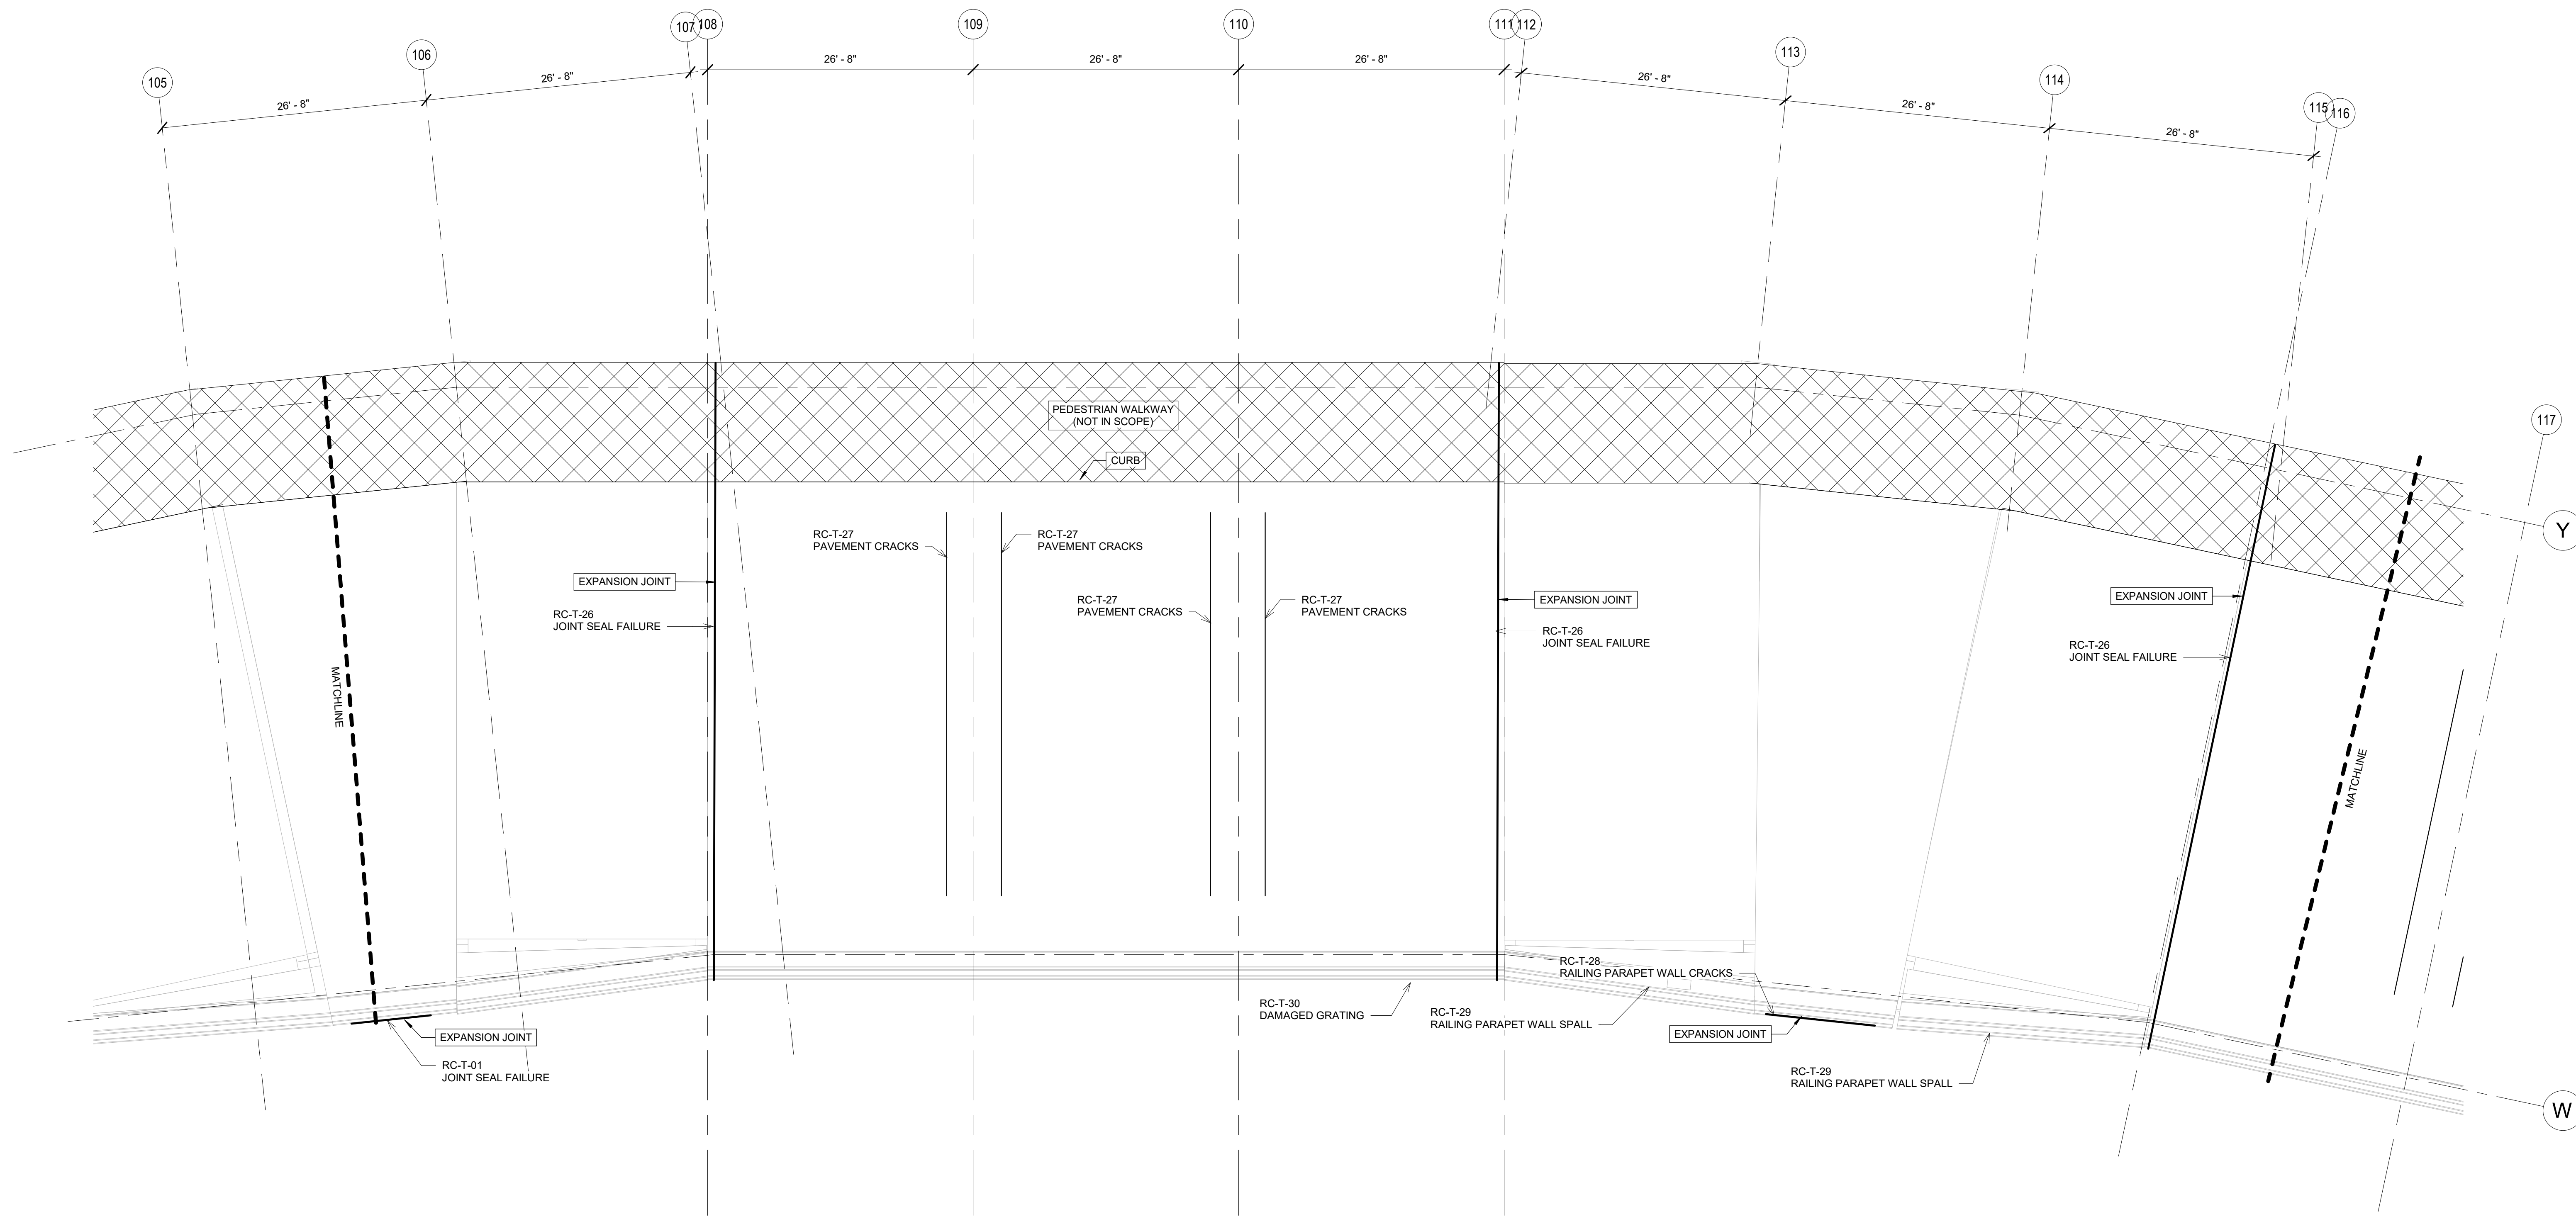 107
108
109
110
111
112
106
113
105
114
115
116
26' - 8"
26' - 8"
26' - 8"
26' - 8"
26' - 8"
26' - 8"
26' - 8"
26' - 8"
117
PEDESTRIAN WALKWAY
(NOT IN SCOPE)
CURB
Y
RC-T-27
PAVEMENT CRACKS
RC-T-27
PAVEMENT CRACKS
EXPANSION JOINT
RC-T-26
JOINT SEAL FAILURE
RC-T-27
PAVEMENT CRACKS
RC-T-27
PAVEMENT CRACKS
EXPANSION JOINT
RC-T-26
JOINT SEAL FAILURE
EXPANSION JOINT
RC-T-26
JOINT SEAL FAILURE
MATCHLINE
MATCHLINE
RC-T-28
RAILING PARAPET WALL CRACKS
RC-T-30
DAMAGED GRATING
RC-T-29
RAILING PARAPET WALL SPALL
EXPANSION JOINT
EXPANSION JOINT
RC-T-01
JOINT SEAL FAILURE
RC-T-29
RAILING PARAPET WALL SPALL
W